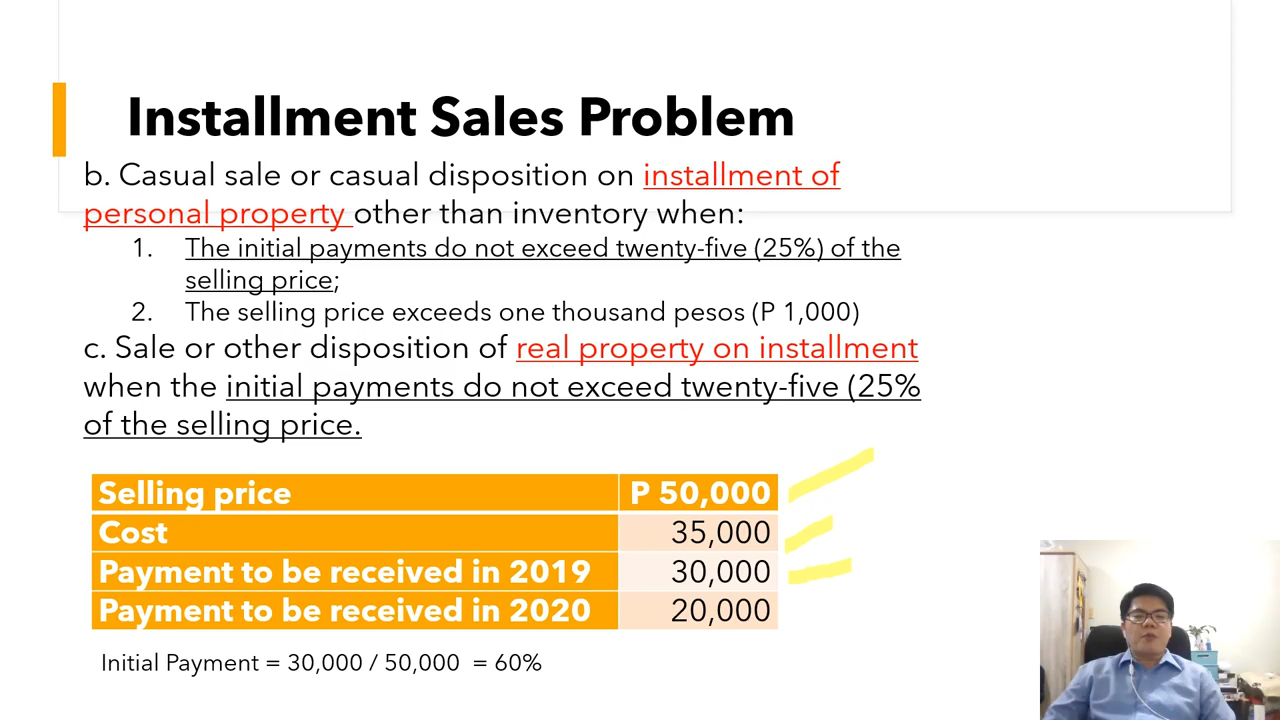 Installment Sales Problem
b. Casual sale or casual disposition on installment of
personal property other than inventory when:
1. The initial payments do not exceed twenty-five (25%) of the
selling price;
2. The selling price exceeds one thousand pesos (P 1,000)
c. Sale or other disposition of real property on installment
when the initial payments do not exceed twenty-five (25%
of the selling price.
Selling price P 50,000
Cost 35,000
Payment to be received in 2019 30,000
Payment to be received in 2020 20,000
Initial Payment = 30,000 / 50,000 = 60%